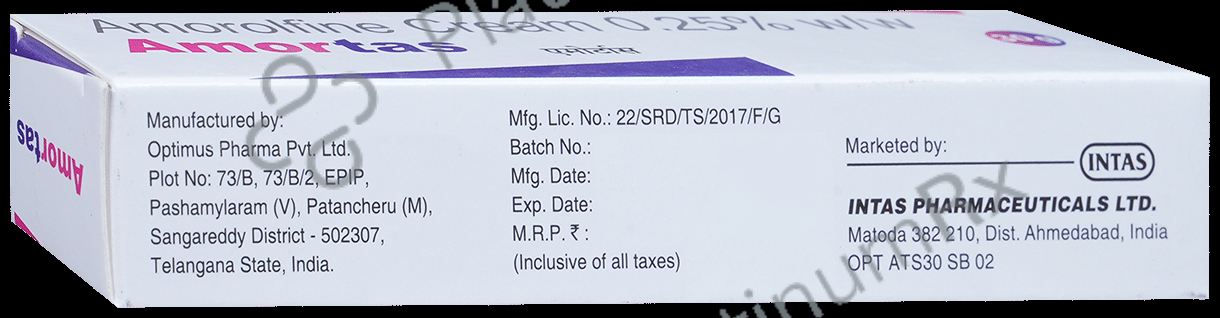 Amorolfine Cream 0.25% w/w
Amortas
एमोर्टास
30 g
Amortas
Manufactured by:
Optimus Pharma Pvt. Ltd.
Plot No: 73/B, 73/B/2, EPIP,
Pashamylaram (V), Patancheru (M),
Sangareddy District - 502307,
Telangana State, India.
Mfg. Lic. No.: 22/SRD/TS/2017/F/G
Batch No.:
Mfg. Date:
Exp. Date:
M.R.P. ₹ :
(Inclusive of all taxes)
Marketed by:
INTAS
INTAS PHARMACEUTICALS LTD.
Matoda 382 210, Dist. Ahmedabad, India
OPT ATS30 SB 02